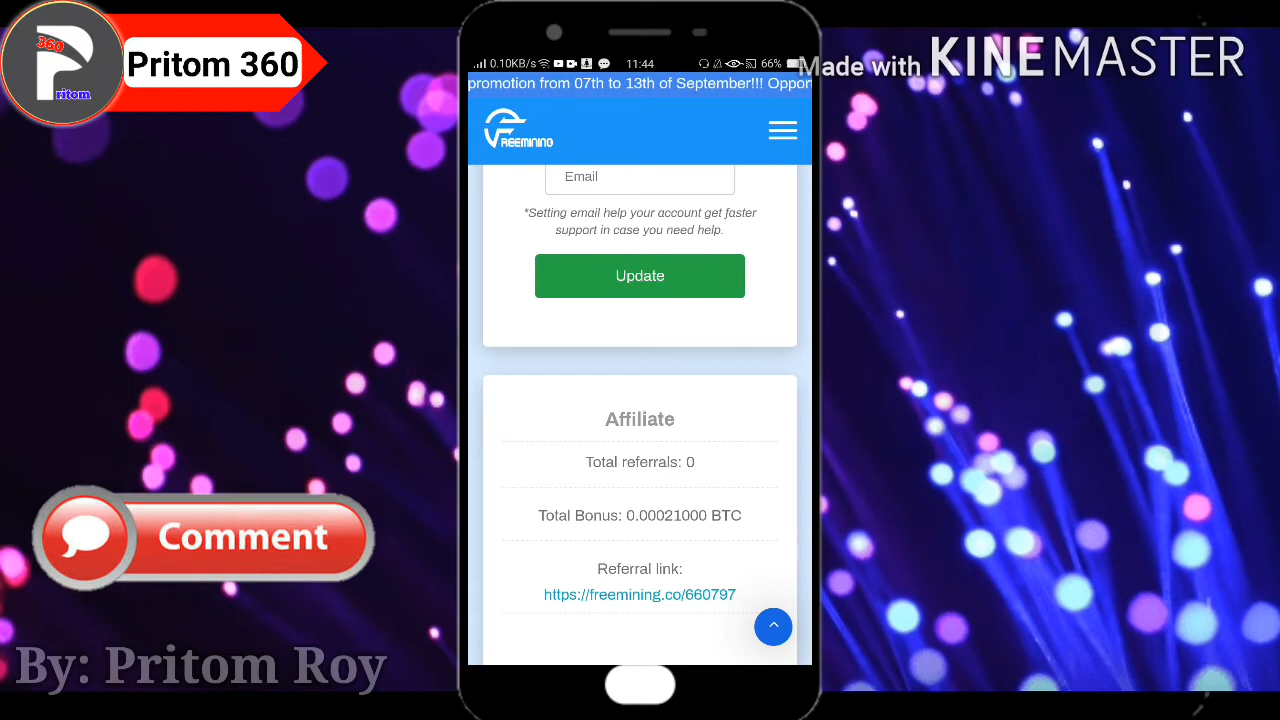 360
ritom
Pritom 360
0.10KB/s
11:44
66%
Made with KINEMASTER
promotion from 07th to 13th of September!!! Oppor
REEMINING
Email
*Setting email help your account get faster
support in case you need help.
Update
Affiliate
Total referrals: 0
Total Bonus: 0.00021000 BTC
Referral link:
https://freemining.co/660797
Comment
By: Pritom Roy